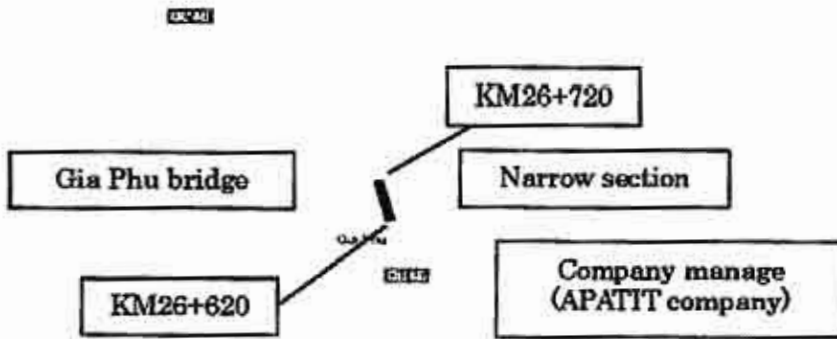 KM26+720
Gia Phu bridge
Narrow section
Company manage
(APATIT company)
KM26+620